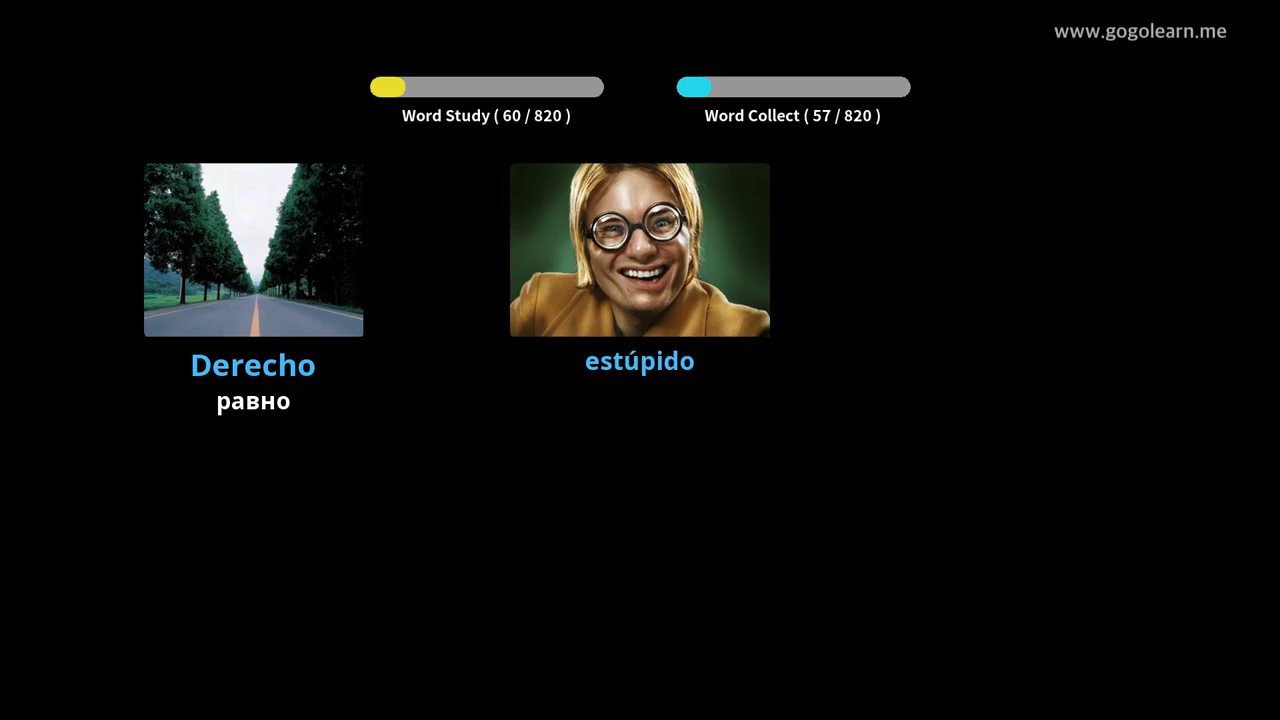 www.gogolearn.me
Word Study ( 60 / 820 )
Word Collect ( 57 / 820 )
Derecho
равно
estúpido